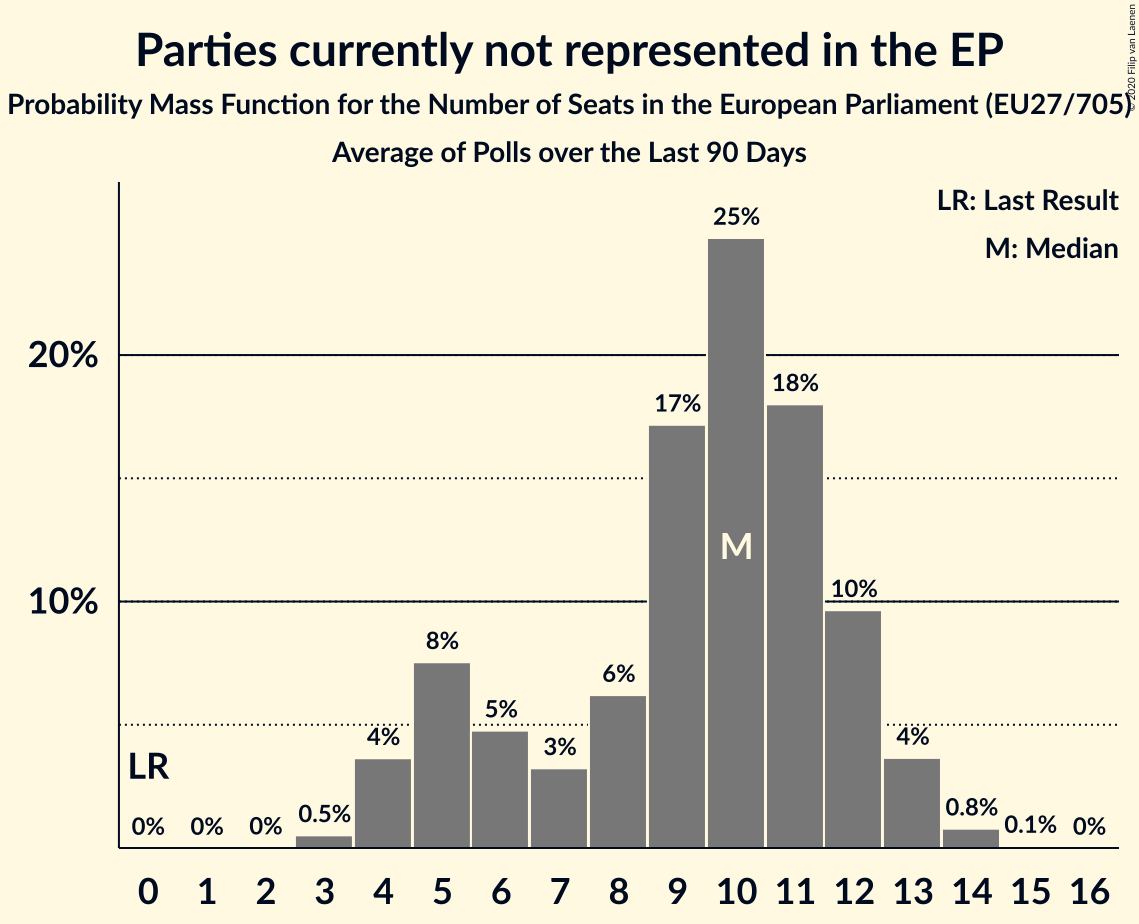 Parties currently not represented in the EP
Probability Mass Function for the Number of Seats in the European Parliament (EU27/705)
Average of Polls over the Last 90 Days
© 2020 Filip van Laenen
LR: Last Result
M: Median
25%
20%
18%
17%
M
10%
10%
8%
6%
5%
4%
3%
4%
LR
0%
0%
0%
0.5%
0.8%
0.1%
0%
0 1 2 3 4 5 6 7 8 9 10 11 12 13 14 15 16